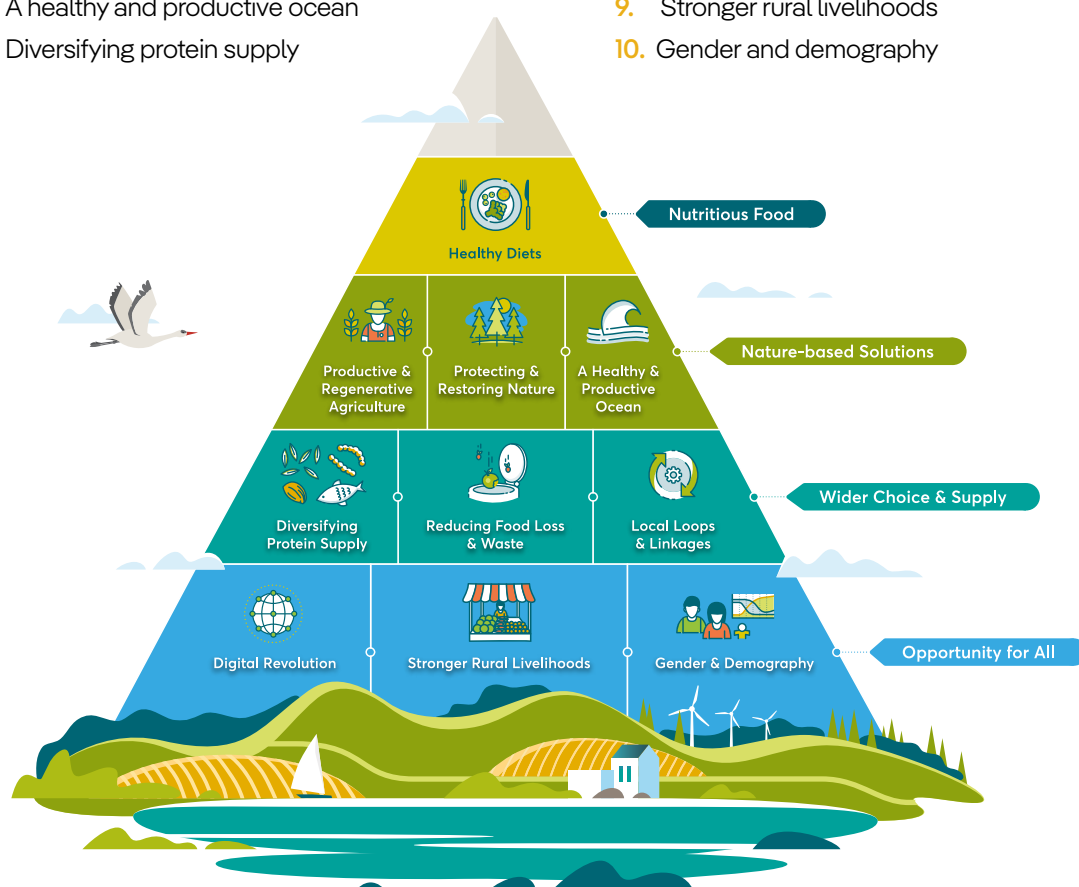 A healthy and productive ocean
Diversifying protein supply
9. Stronger rural livelihoods
10. Gender and demography
Healthy Diets
Nutritious Food
Productive &
Regenerative
Agriculture
Protecting &
Restoring Nature
A Healthy &
Productive
Ocean
Nature-based Solutions
Diversifying
Protein Supply
Reducing Food Loss
& Waste
Local Loops
& Linkages
Wider Choice & Supply
Digital Revolution
Stronger Rural Livelihoods
Gender & Demography
Opportunity for All